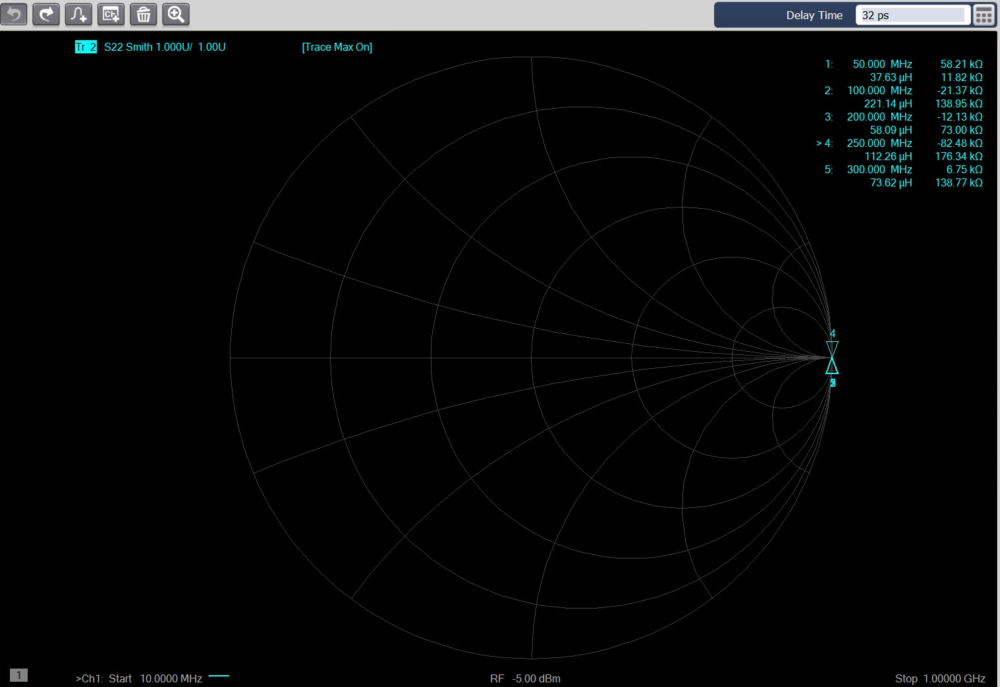 Delay Time 32 ps
Tr 2 S22 Smith 1.000U/ 1.00U [Trace Max On]
1: 50.000 MHz 58.21 kΩ
37.63 µH 11.82 kΩ
2: 100.000 MHz -21.37 kΩ
221.14 µH 138.95 kΩ
3: 200.000 MHz -12.13 kΩ
58.09 µH 73.00 kΩ
> 4: 250.000 MHz -82.48 kΩ
112.26 µH 176.34 kΩ
5: 300.000 MHz 6.75 kΩ
73.62 µH 138.77 kΩ
4
1 >Ch1: Start 10.0000 MHz RF -5.00 dBm Stop 1.00000 GHz